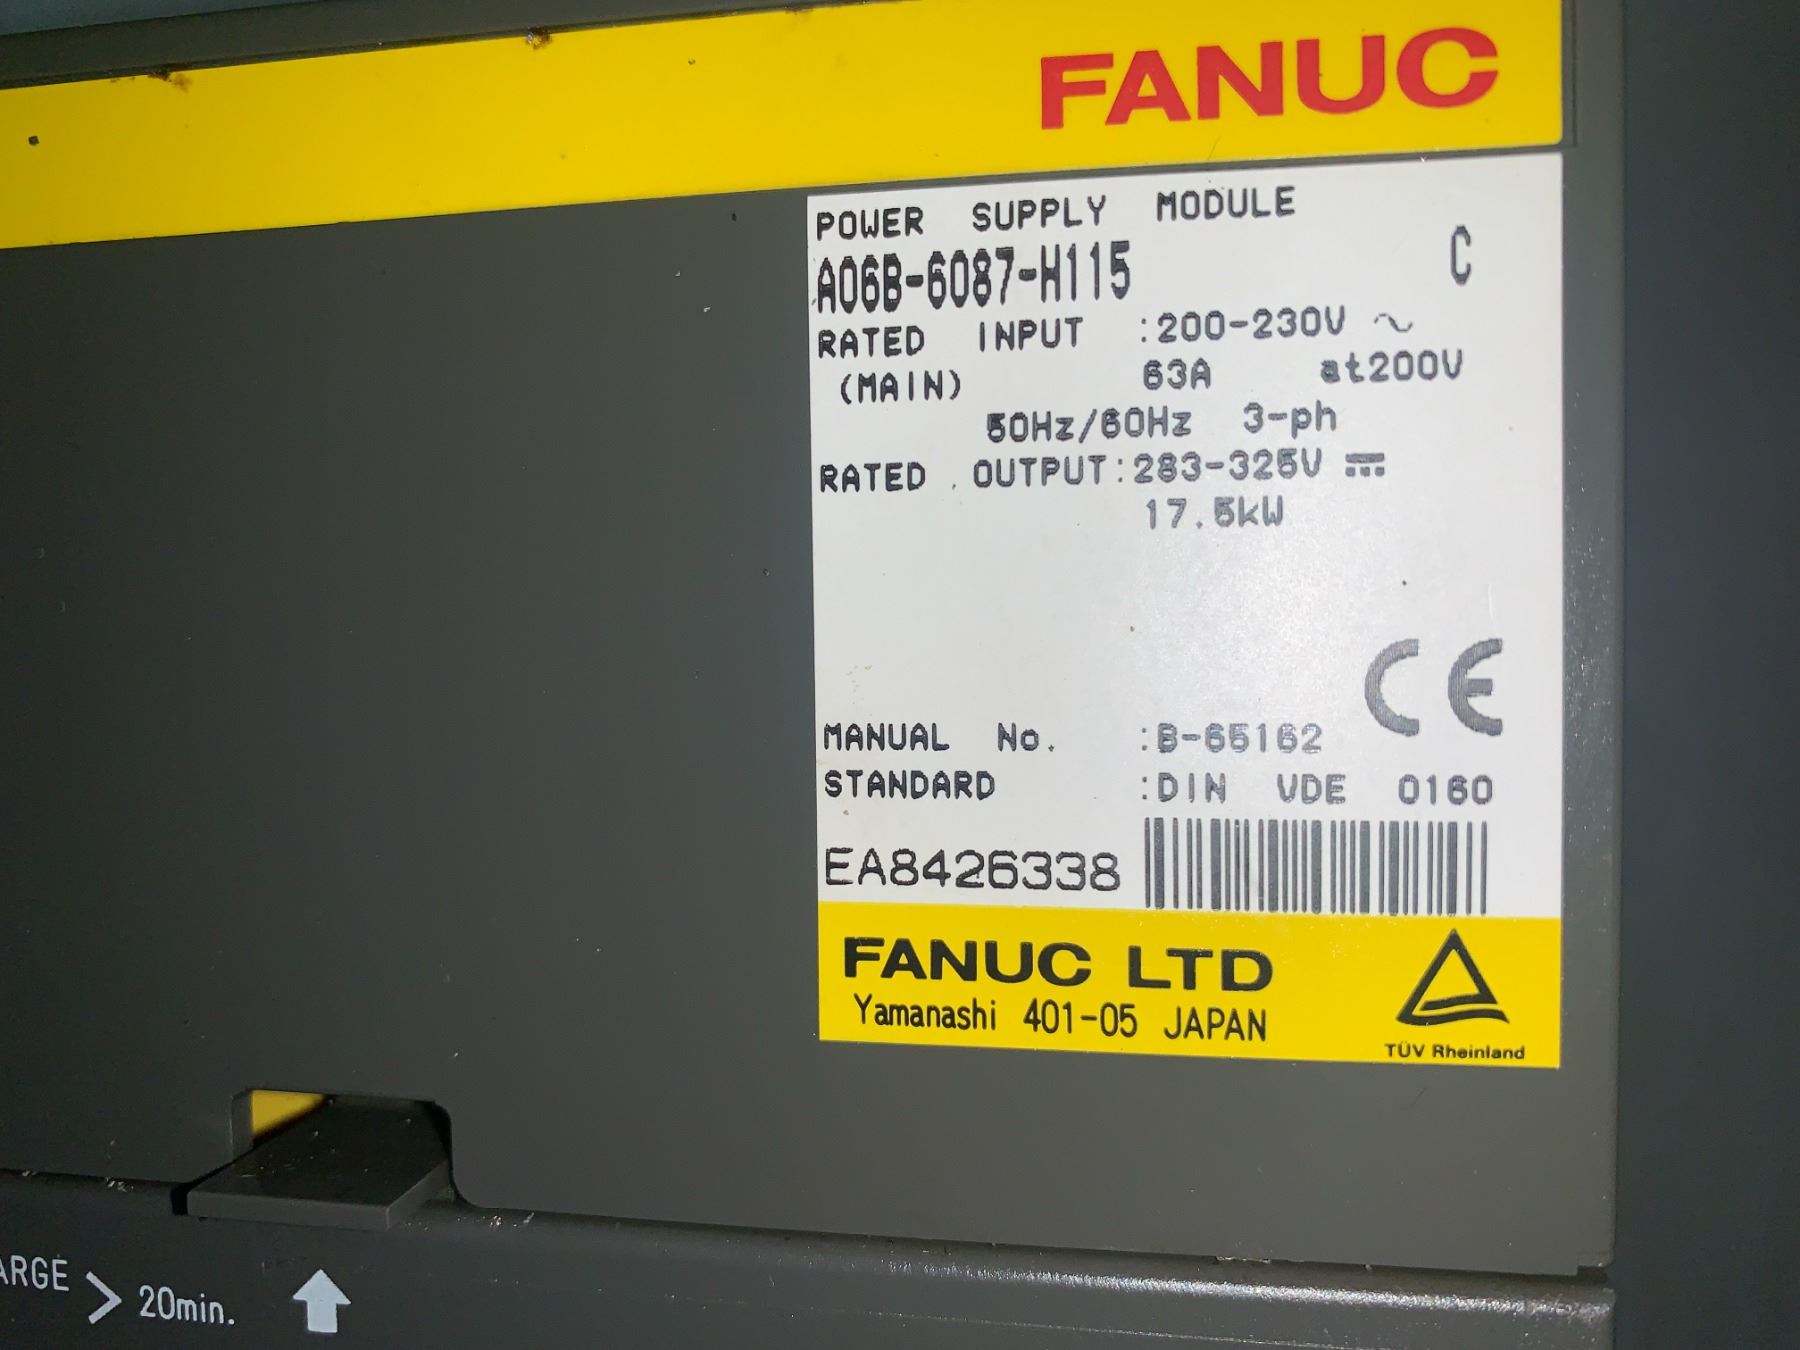 FANUC
POWER SUPPLY MODULE
A06B-6087-H115 C
RATED INPUT :200-230V ~
(MAIN) 63A at200V
50Hz/60Hz 3-ph
RATED OUTPUT:283-325V ⎓
17.5kW
CE
MANUAL No. :B-65162
STANDARD :DIN VDE 0160
EA8426338
FANUC LTD
Yamanashi 401-05 JAPAN
TÜV Rheinland
> 20min.